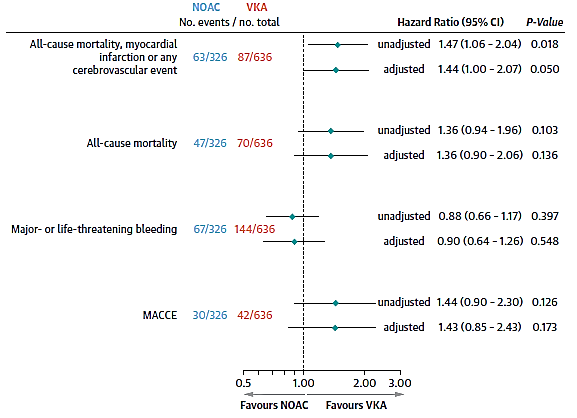 NOAC VKA
No. events / no. total Hazard Ratio (95% CI) P-Value
All-cause mortality, myocardial
infarction or any
cerebrovascular event
63/326 87/636
unadjusted 1.47 (1.06 - 2.04) 0.018
adjusted 1.44 (1.00 - 2.07) 0.050
All-cause mortality 47/326 70/636
unadjusted 1.36 (0.94 - 1.96) 0.103
adjusted 1.36 (0.90 - 2.06) 0.136
Major- or life-threatening bleeding 67/326 144/636
unadjusted 0.88 (0.66 - 1.17) 0.397
adjusted 0.90 (0.64 - 1.26) 0.548
MACCE 30/326 42/636
unadjusted 1.44 (0.90 - 2.30) 0.126
adjusted 1.43 (0.85 - 2.43) 0.173
0.5 1.00 2.00 3.00
Favours NOAC Favours VKA